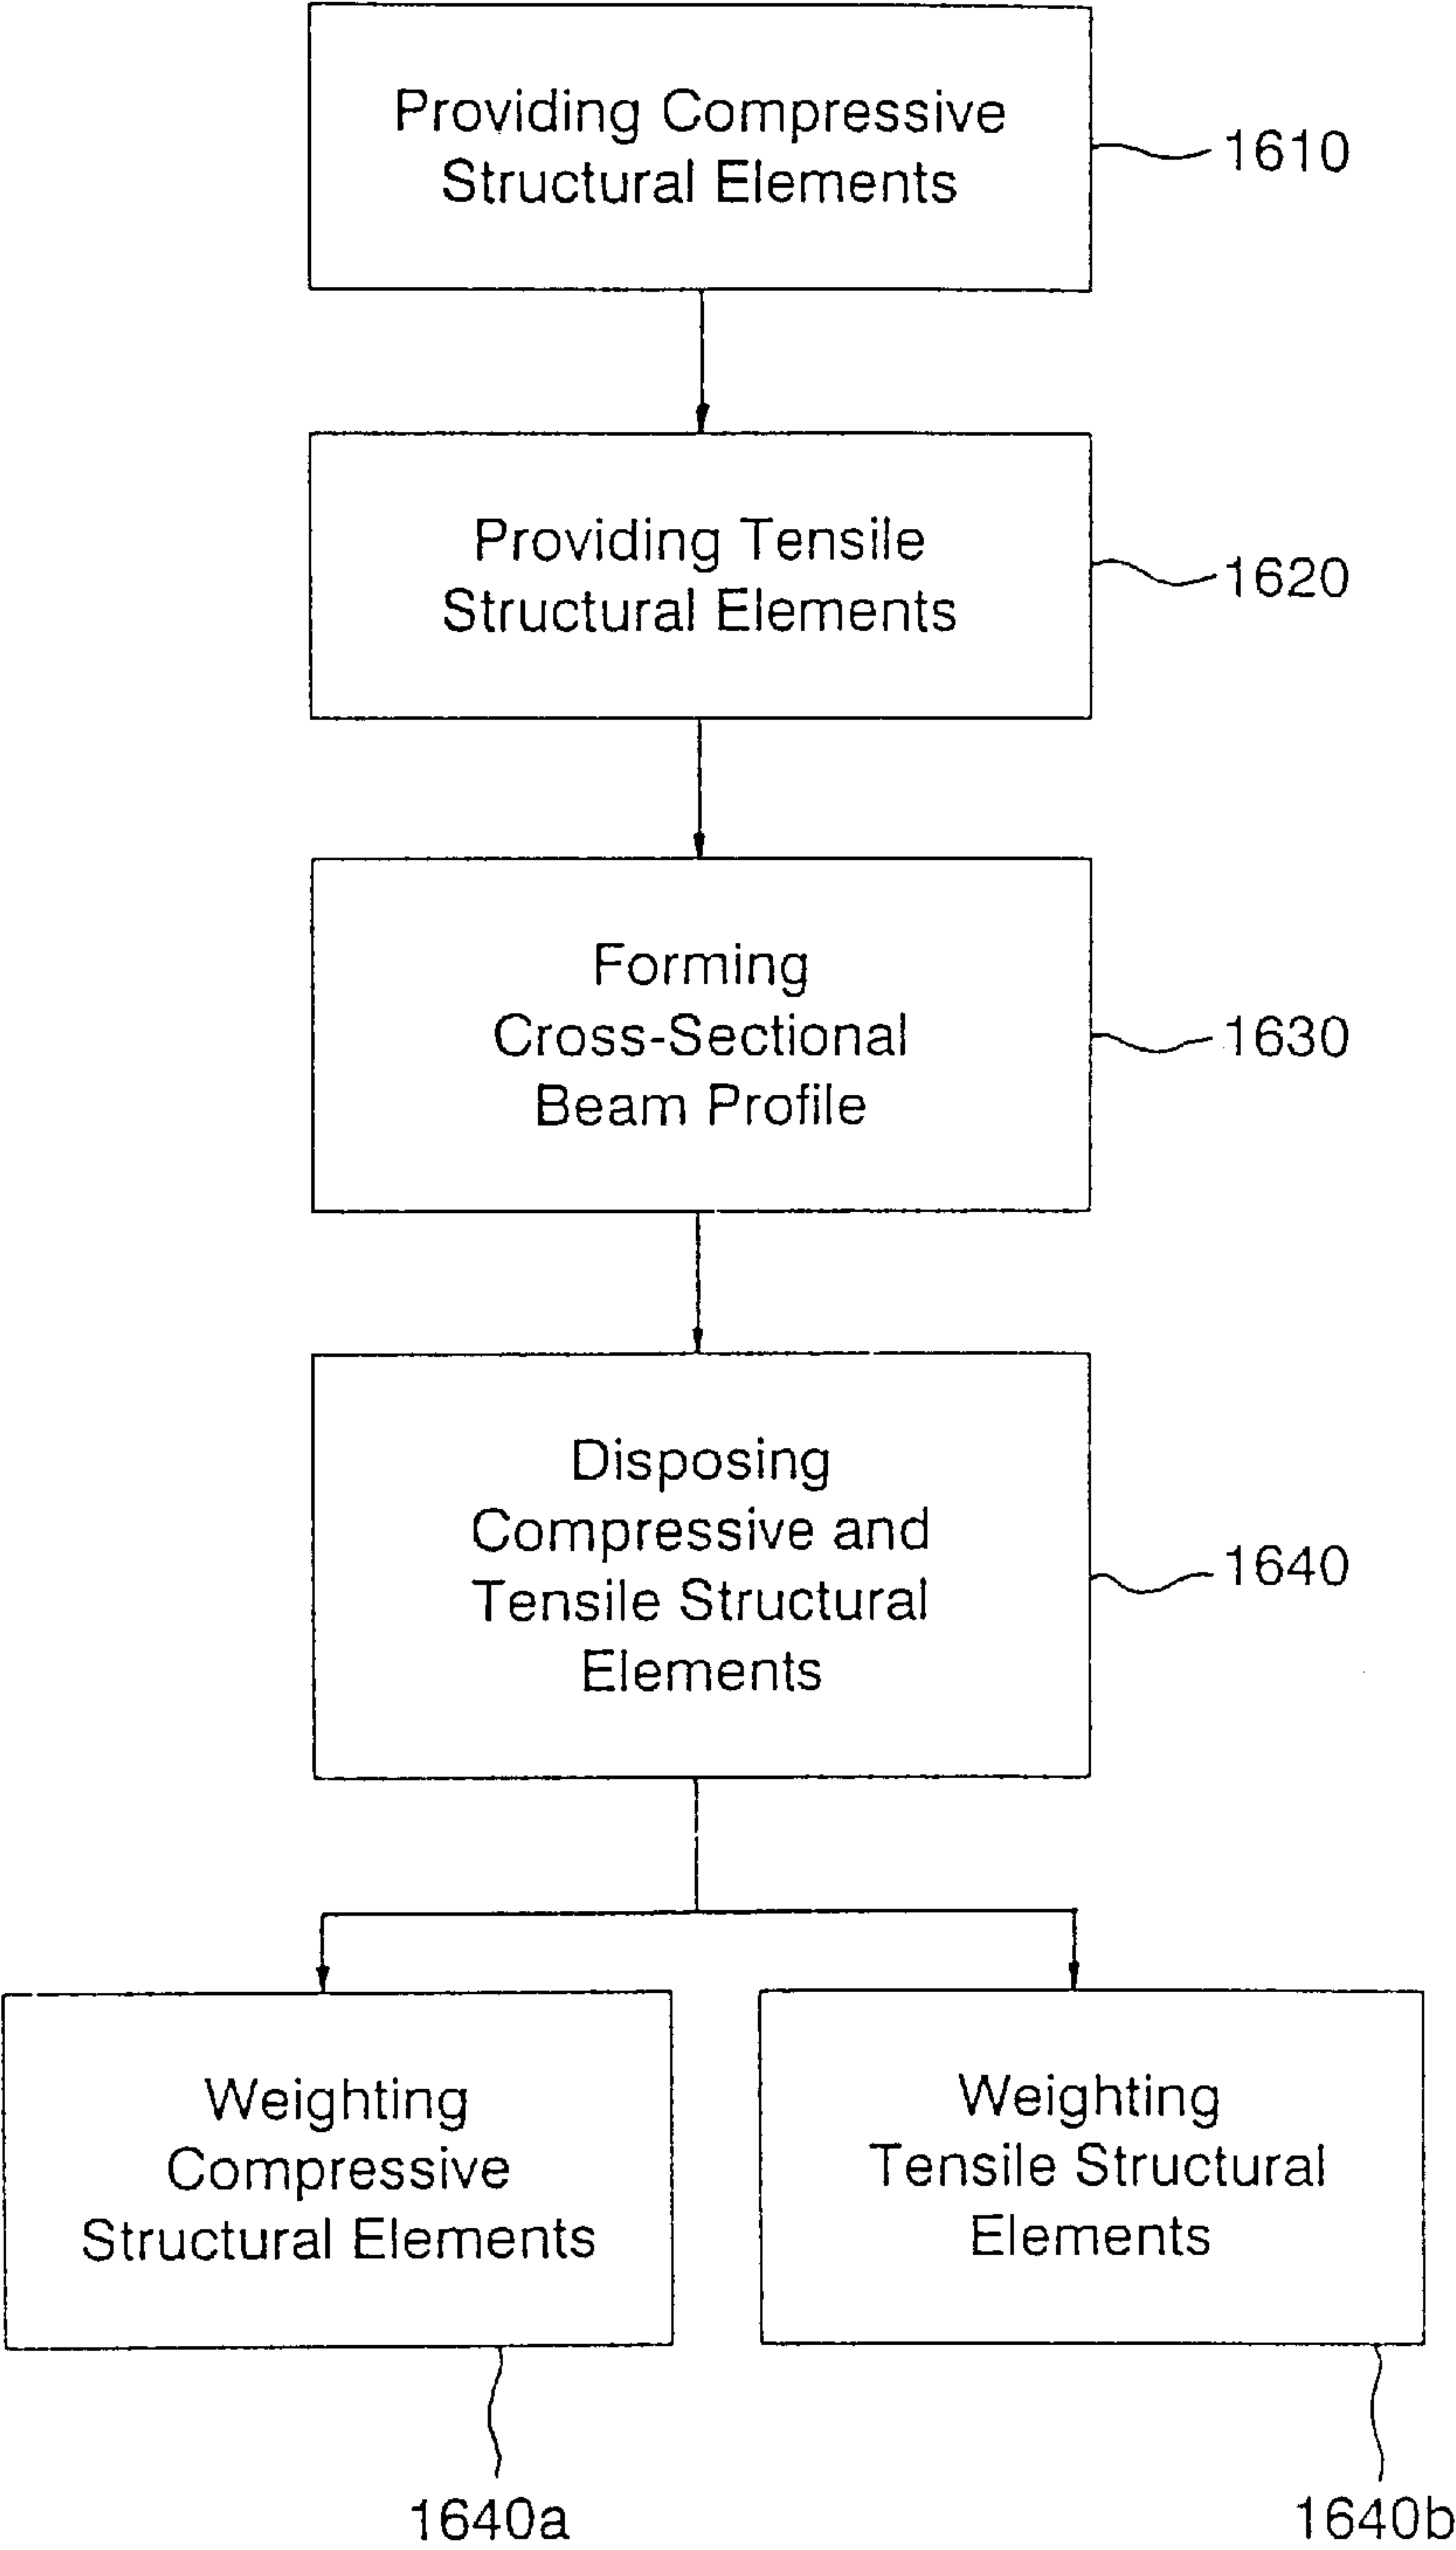 Providing Compressive
Structural Elements
1610
Providing Tensile
Structural Elements
1620
Forming
Cross-Sectional
Beam Profile
1630
Disposing
Compressive and
Tensile Structural
Elements
1640
Weighting
Compressive
Structural Elements
Weighting
Tensile Structural
Elements
1640a
1640b